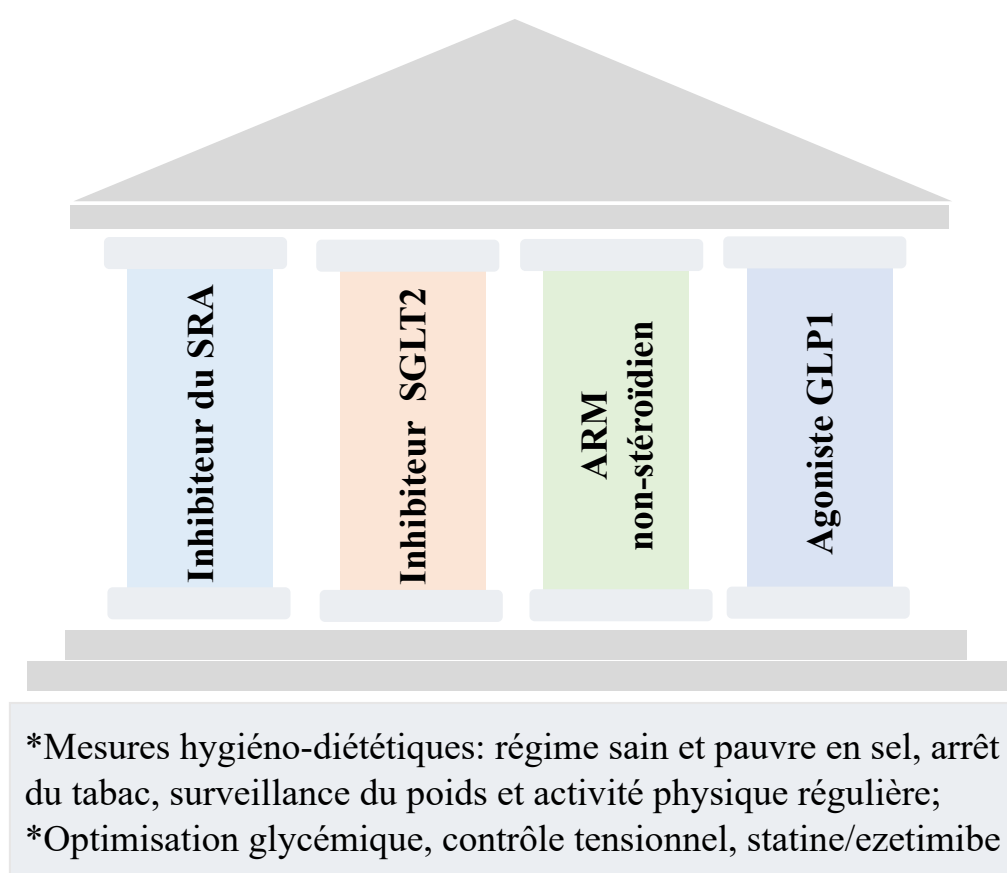 Inhibiteur du SRA
Inhibiteur SGLT2
ARM
non-stéroïdien
Agoniste GLP1
*Mesures hygiéno-diététiques: régime sain et pauvre en sel, arrêt
du tabac, surveillance du poids et activité physique régulière;
*Optimisation glycémique, contrôle tensionnel, statine/ezetimibe